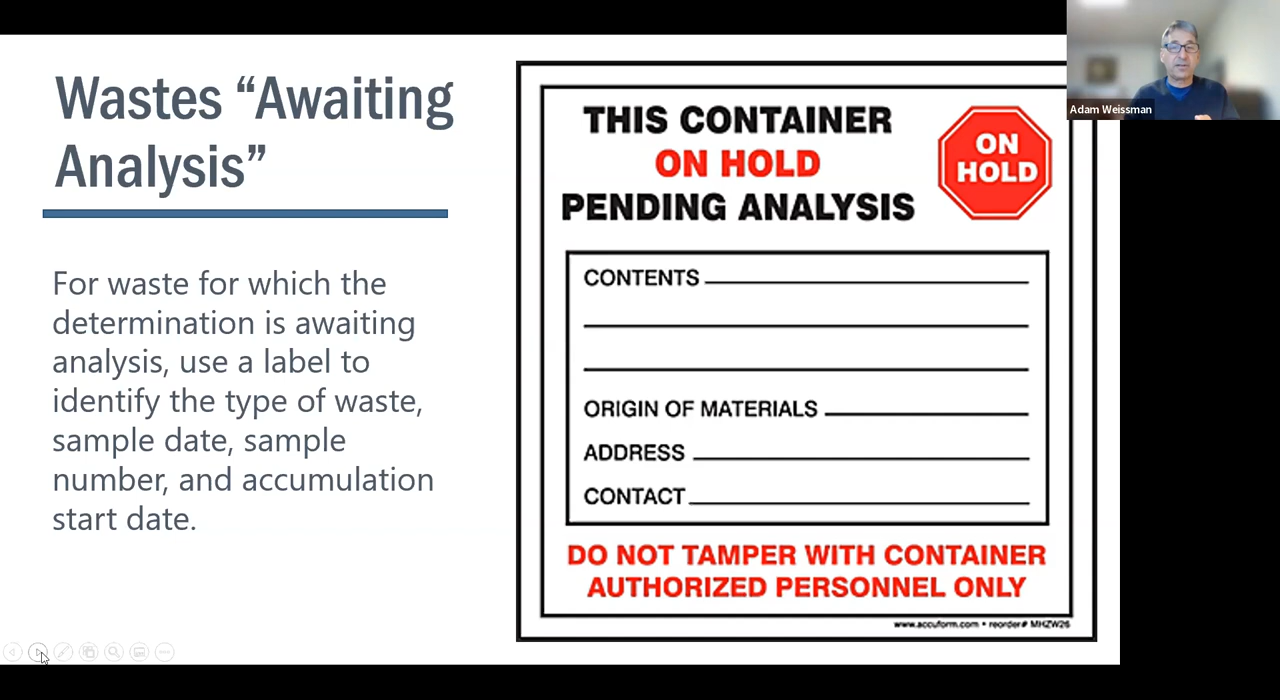 Wastes “Awaiting
Analysis”
For waste for which the
determination is awaiting
analysis, use a label to
identify the type of waste,
sample date, sample
number, and accumulation
start date.
THIS CONTAINER
ON HOLD
PENDING ANALYSIS
ON
HOLD
CONTENTS
ORIGIN OF MATERIALS
ADDRESS
CONTACT
DO NOT TAMPER WITH CONTAINER
AUTHORIZED PERSONNEL ONLY
www.accuform.com • reorder# MHZW26
Adam Weissman